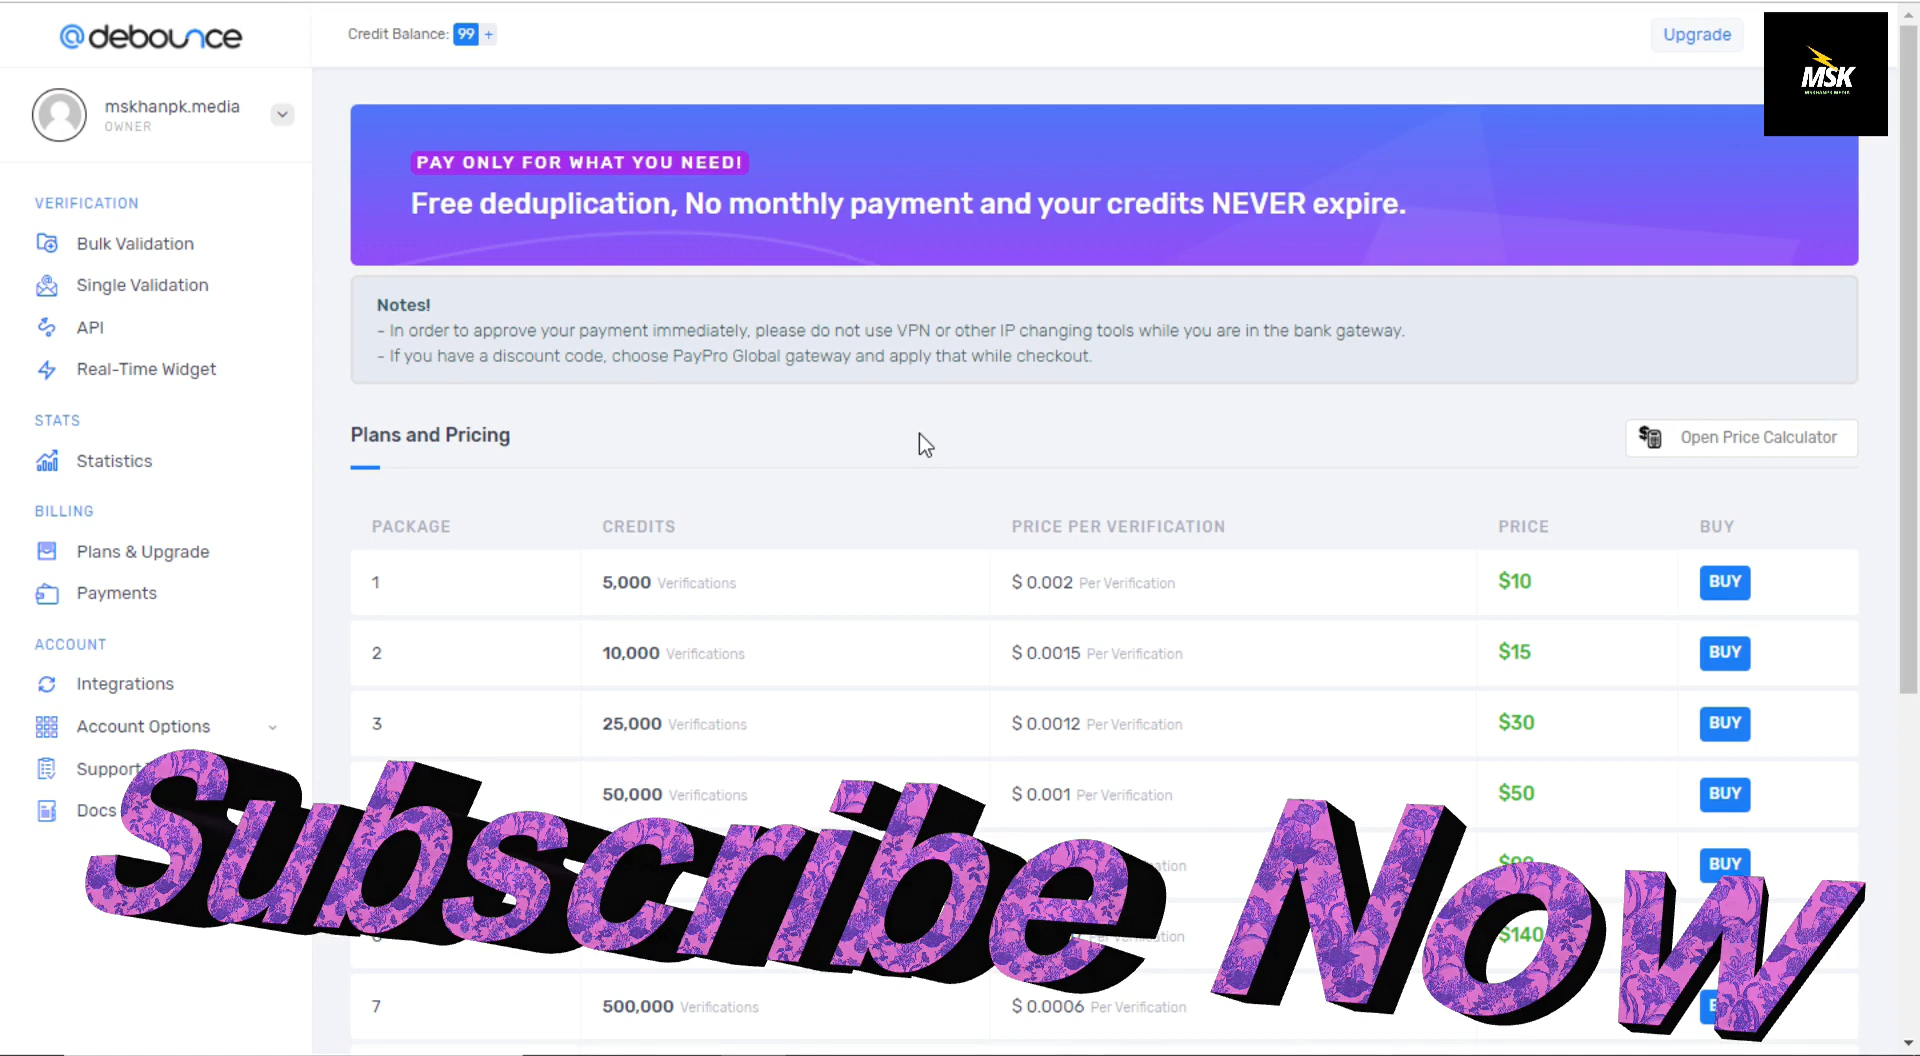 @debounce
Credit Balance: 99 +
Upgrade
MSK
mskhanpk.media
OWNER
PAY ONLY FOR WHAT YOU NEED!
Free deduplication, No monthly payment and your credits NEVER expire.
VERIFICATION
Bulk Validation
Single Validation
API
Real-Time Widget
STATS
Statistics
BILLING
Plans & Upgrade
Payments
ACCOUNT
Integrations
Account Options
Support
Docs
Notes!
- In order to approve your payment immediately, please do not use VPN or other IP changing tools while you are in the bank gateway.
- If you have a discount code, choose PayPro Global gateway and apply that while checkout.
Plans and Pricing
Open Price Calculator
PACKAGE CREDITS PRICE PER VERIFICATION PRICE BUY
1 5,000 Verifications $ 0.002 Per Verification $10 BUY
2 10,000 Verifications $ 0.0015 Per Verification $15 BUY
3 25,000 Verifications $ 0.0012 Per Verification $30 BUY
50,000 Verifications $ 0.001 Per Verification $50 BUY
BUY
Per Verification $140
7 500,000 Verifications $ 0.0006 Per Verification
Subscribe Now